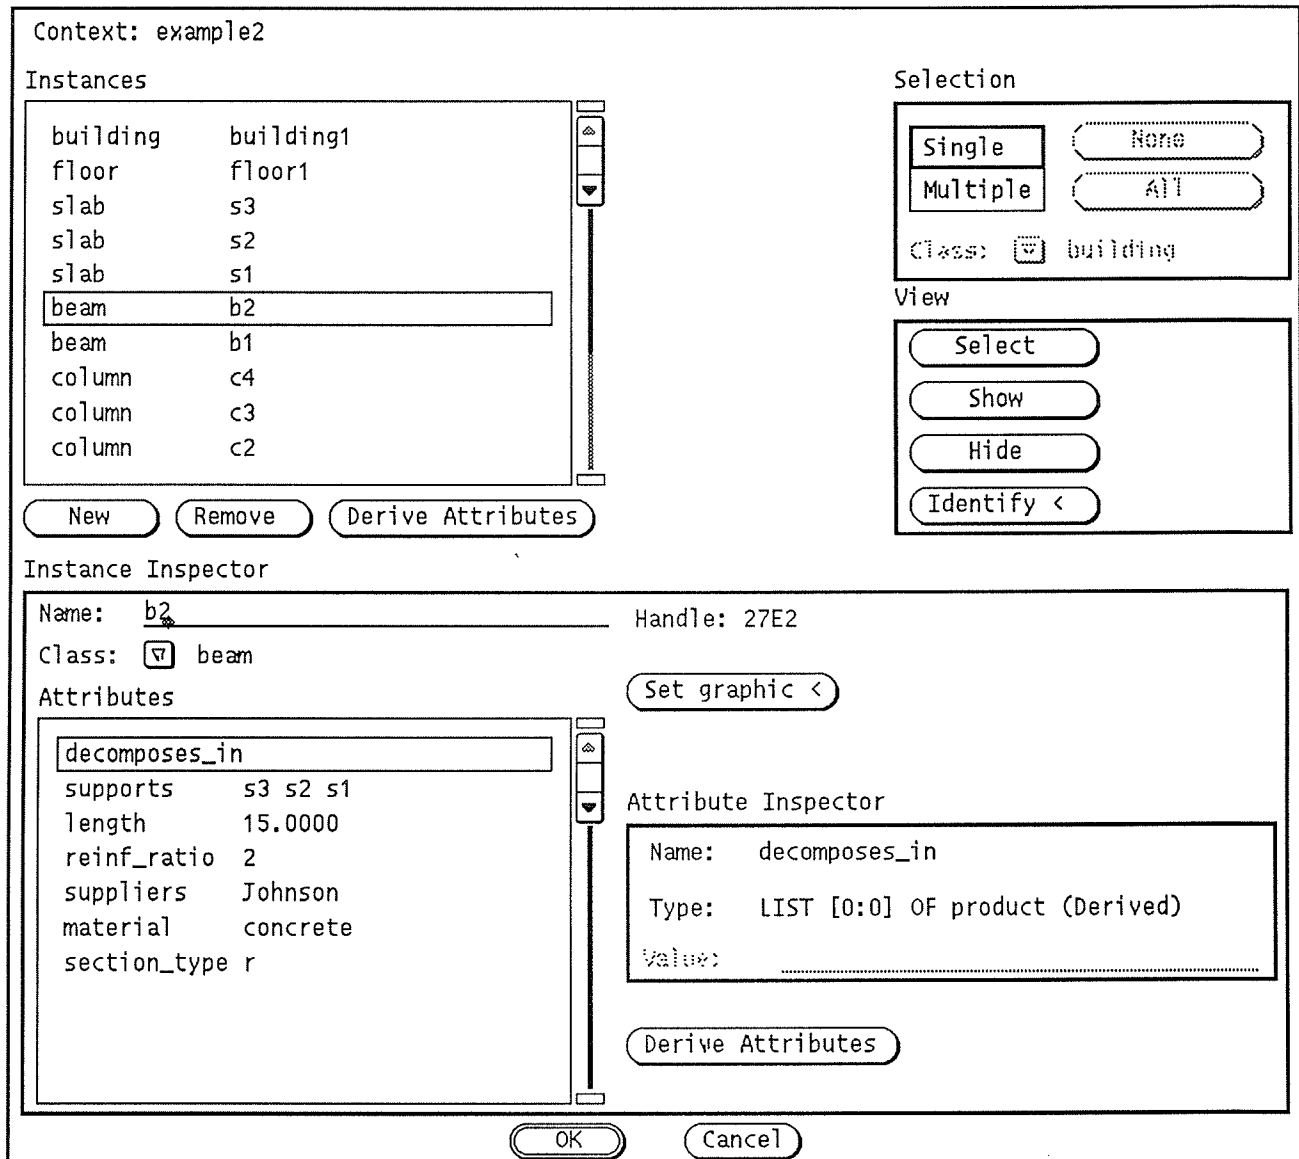 Context: example2
Instances
building building1
floor floor1
slab s3
slab s2
slab s1
beam b2
beam b1
column c4
column c3
column c2
New Remove Derive Attributes
Selection
Single None
Multiple All
Class: building
View
Select
Show
Hide
Identify <
Instance Inspector
Name: b2
Class: beam
Attributes
decomposes_in
supports s3 s2 s1
length 15.0000
reinf_ratio 2
suppliers Johnson
material concrete
section_type r
Handle: 27E2
Set graphic <
Attribute Inspector
Name: decomposes_in
Type: LIST [0:0] OF product (Derived)
Value:
Derive Attributes
OK Cancel